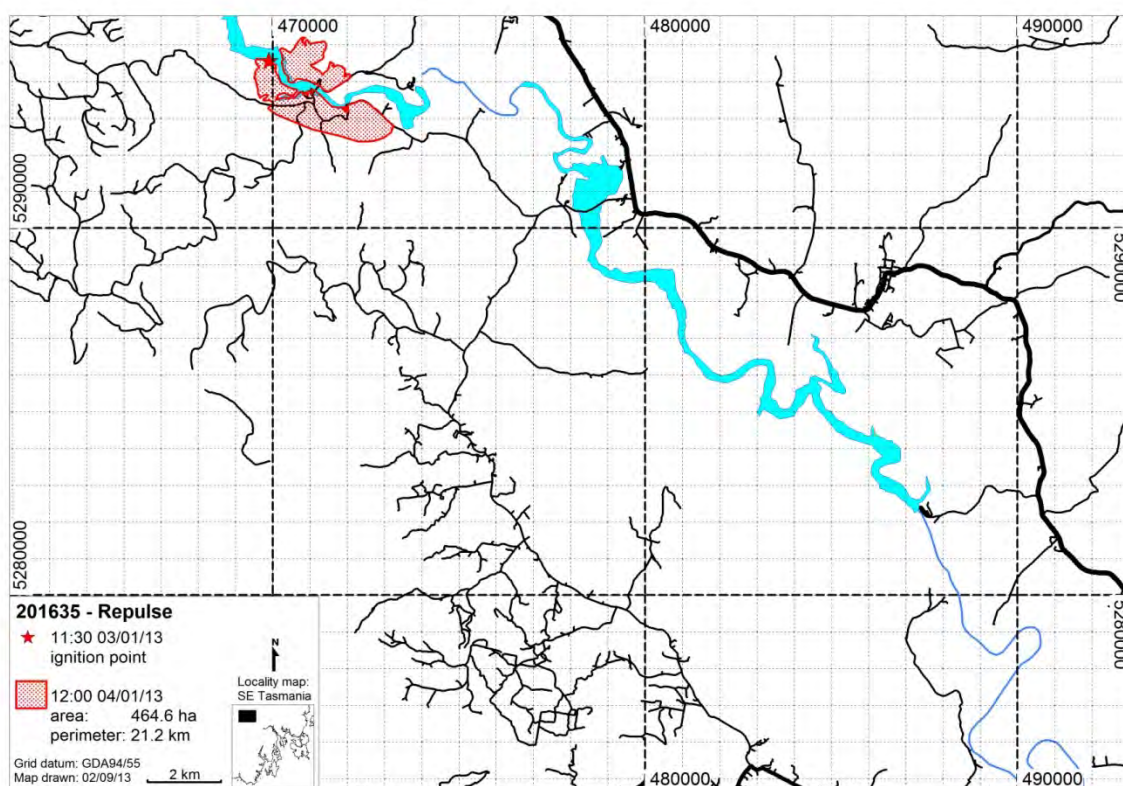 470000
480000
490000
5290000
5290000
5280000
5280000
201635 - Repulse
11:30 03/01/13
ignition point
12:00 04/01/13
area: 464.6 ha
perimeter: 21.2 km
Grid datum: GDA94/55
Map drawn: 02/09/13
2 km
N
Locality map:
SE Tasmania
480000
490000